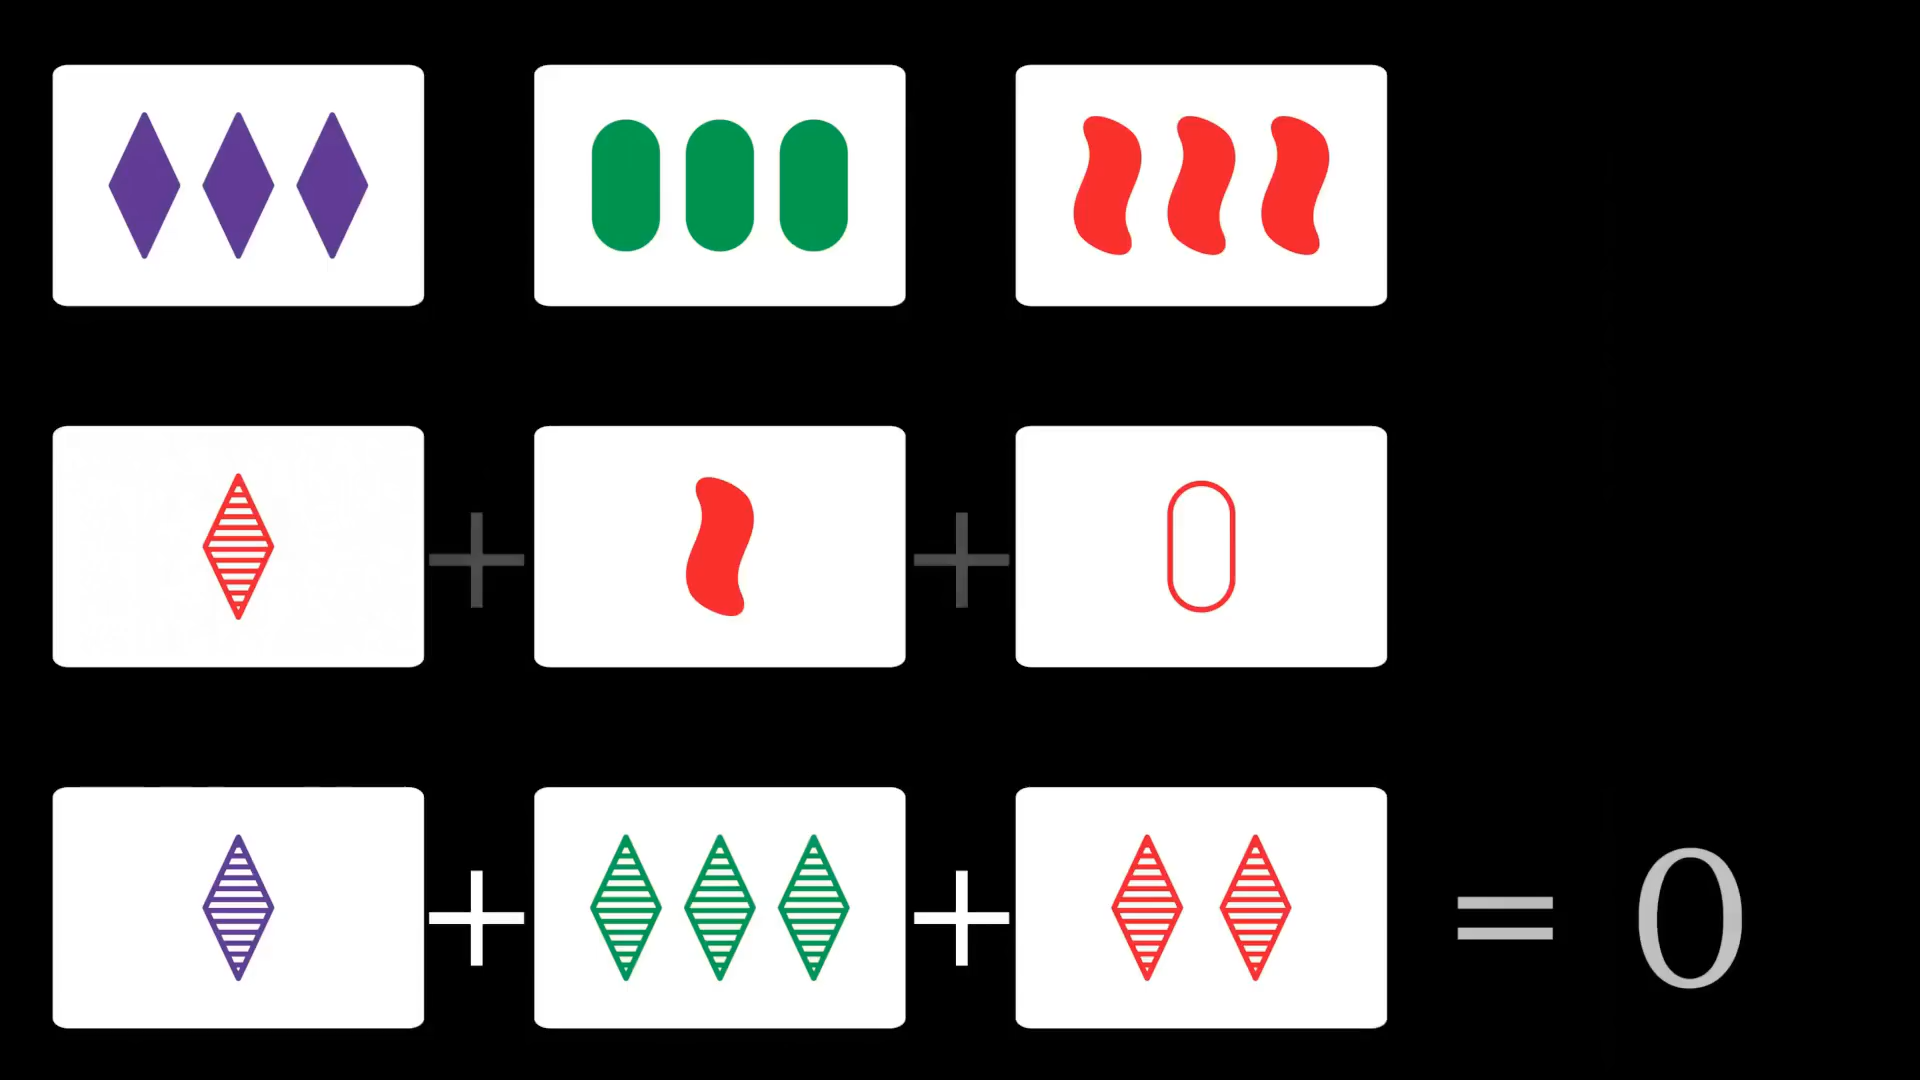 + +
+ + = 0